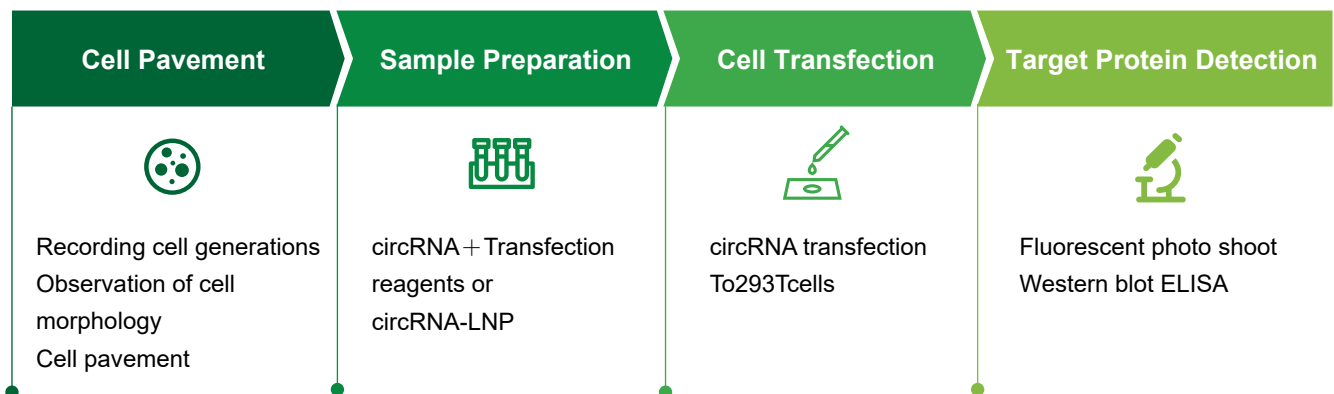 Cell Pavement
Sample Preparation
Cell Transfection
Target Protein Detection
Recording cell generations
Observation of cell
morphology
Cell pavement
circRNA＋Transfection
reagents or
circRNA-LNP
circRNA transfection
To293Tcells
Fluorescent photo shoot
Western blot ELISA